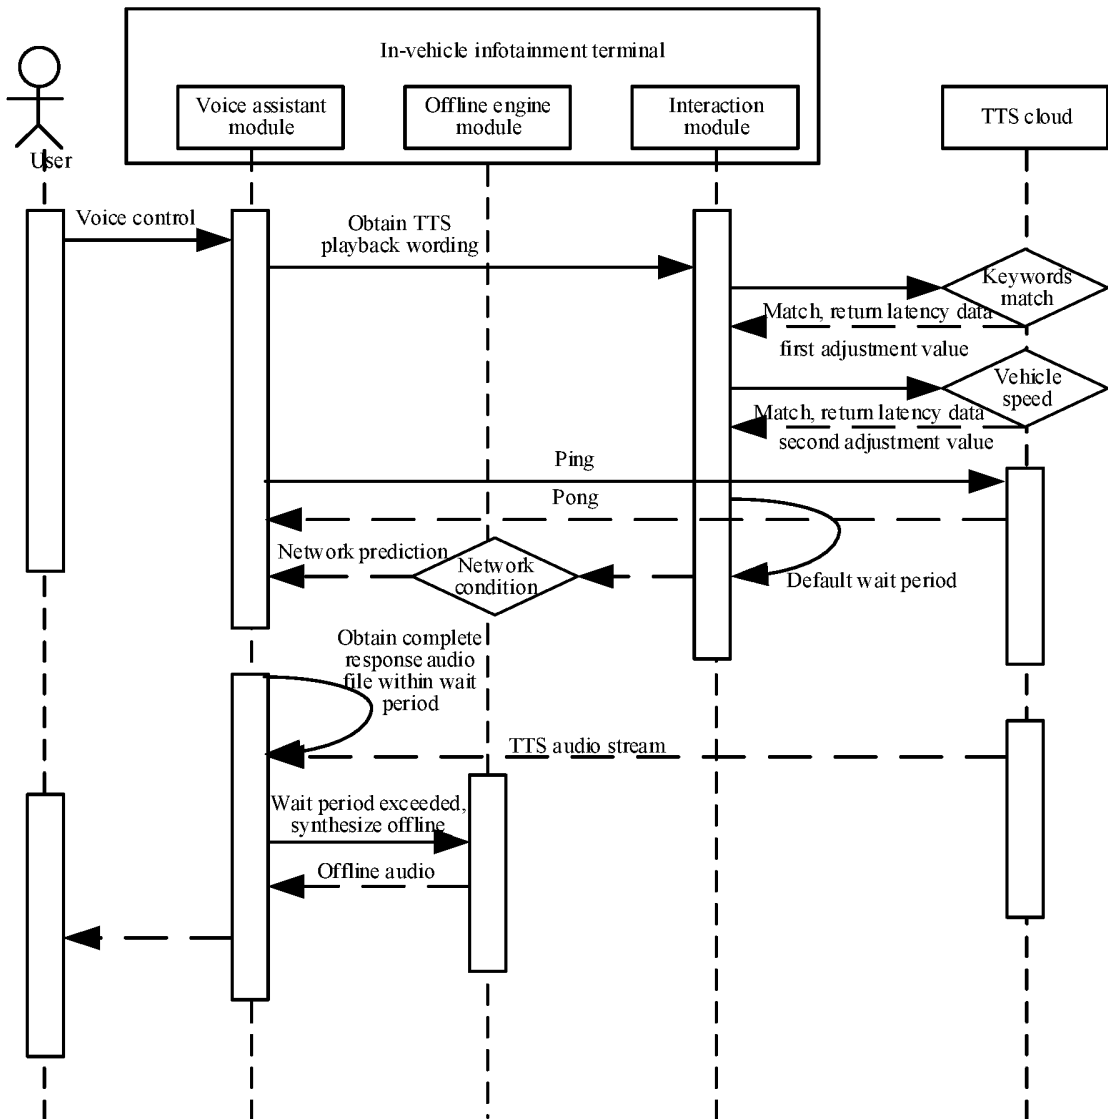 In-vehicle infotainment terminal
Voice assistant
module
Offline engine
module
Interaction
module
TTS cloud
User
Voice control
Obtain TTS
playback wording
Keywords
match
Match, return latency data
first adjustment value
Vehicle
speed
Match, return latency data
second adjustment value
Ping
Pong
Network prediction
Network
condition
Default wait period
Obtain complete
response audio
file within wait
period
TTS audio stream
Wait period exceeded,
synthesize offline
Offline audio